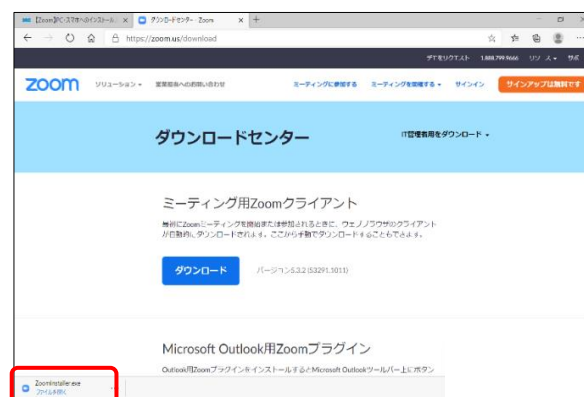 【Zoom】PC・スマホへのインストール
ダウンロードセンター - Zoom
https://zoom.us/download
デモをリクエスト 1.888.799.9666
zoom ソリューション 営業担当へのお問い合わせ ミーティングに参加する ミーティングを開催する サインイン サインアップは無料です
ダウンロードセンター IT管理者用をダウンロード
ミーティング用Zoomクライアント
最初にZoomミーティングを開始または参加されるときに、ウェブブラウザのクライアント
が自動的にダウンロードされます。ここから手動でダウンロードすることもできます。
ダウンロード バージョン5.3.2 (53291.1011)
Microsoft Outlook用Zoomプラグイン
Outlook用ZoomプラグインをインストールするとMicrosoft Outlookツールバー上にボタン
ZoomInstaller.exe
ファイルを開く